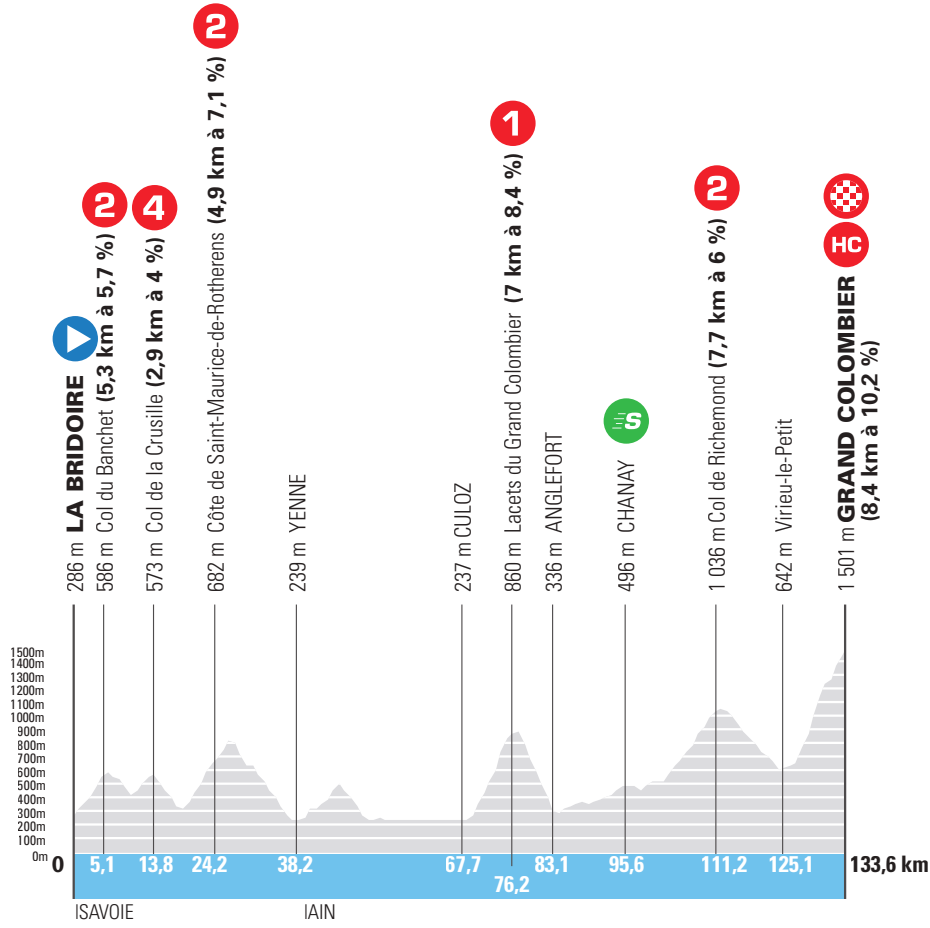 2
1
2
2
4
HC
286 m LA BRIDOIRE
586 m Col du Banchet (5,3 km à 5,7 %)
573 m Col de la Crusille (2,9 km à 4 %)
682 m Côte de Saint-Maurice-de-Rotherens (4,9 km à 7,1 %)
239 m YENNE
237 m CULOZ
860 m Lacets du Grand Colombier (7 km à 8,4 %)
336 m ANGLEFORT
S
496 m CHANAY
1 036 m Col de Richemond (7,7 km à 6 %)
642 m Virieu-le-Petit
1 501 m GRAND COLOMBIER
(8,4 km à 10,2 %)
1500m
1400m
1300m
1200m
1100m
1000m
900m
800m
700m
600m
500m
400m
300m
200m
100m
0m
0 5,1 13,8 24,2 38,2 67,7 83,1 95,6 111,2 125,1 133,6 km
76,2
SAVOIE AIN